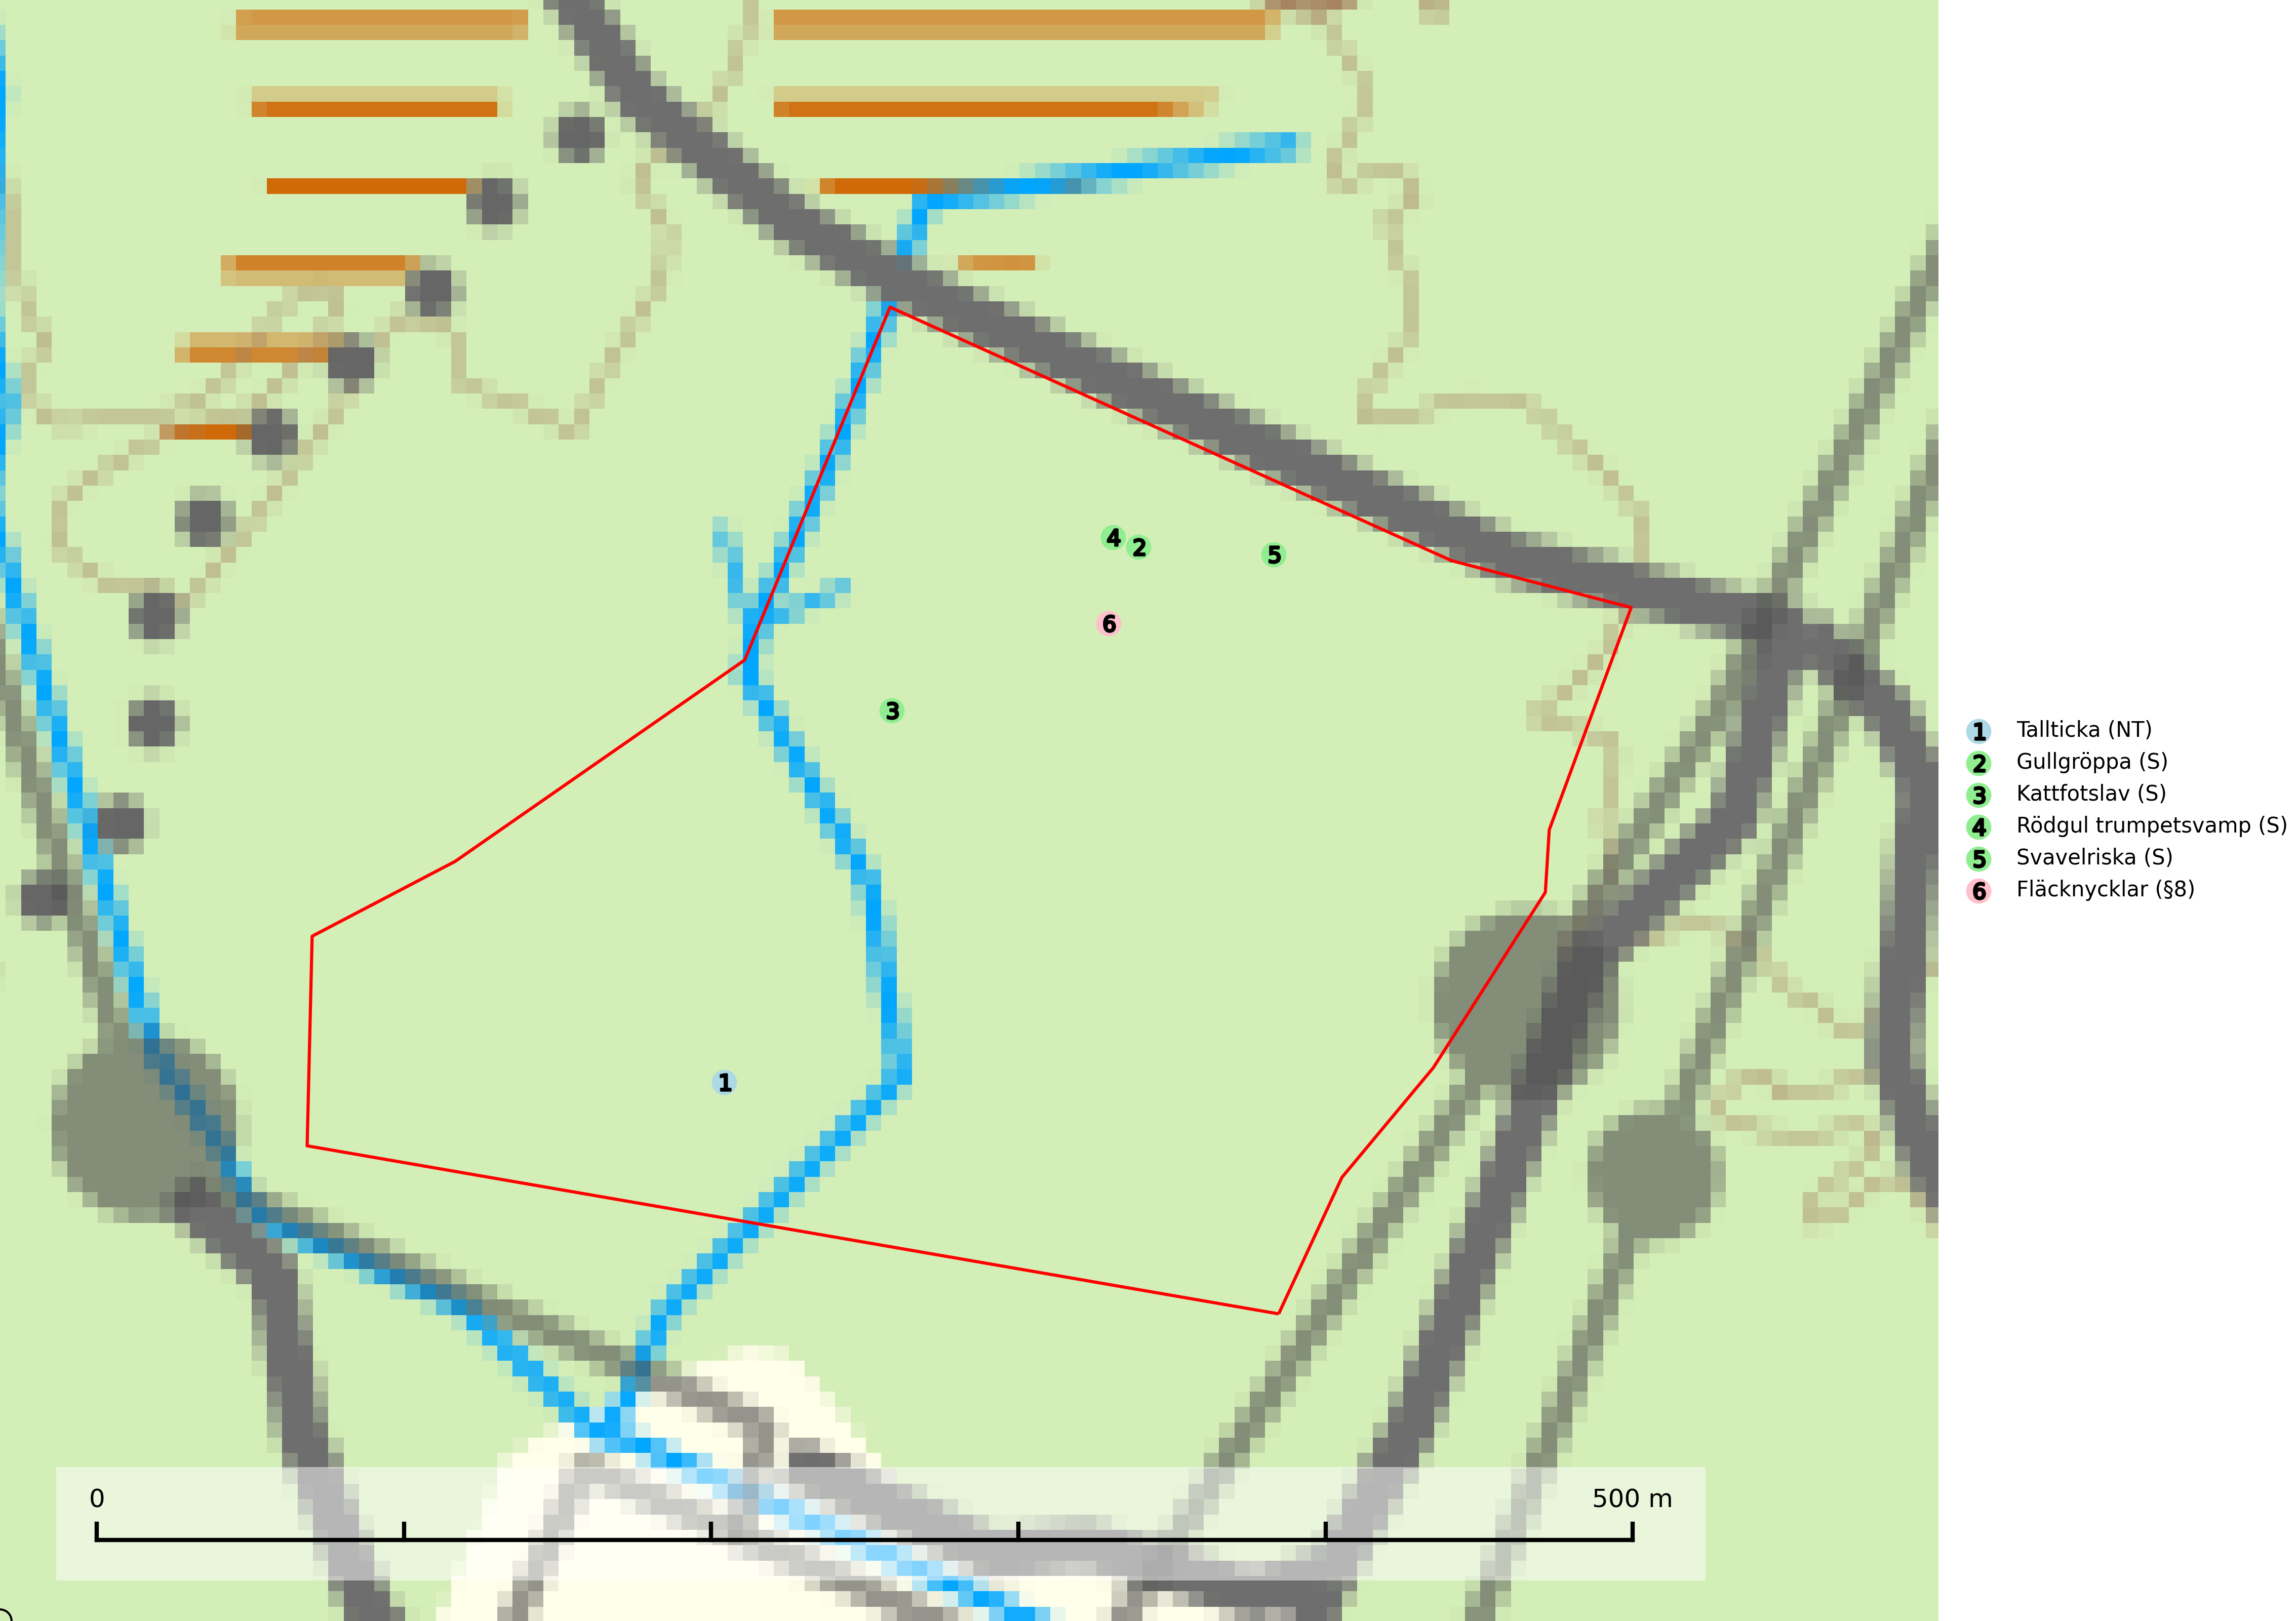 4
2
5
6
3
1
1 Tallticka (NT)
2 Gullgröppa (S)
3 Kattfotslav (S)
4 Rödgul trumpetsvamp (S)
5 Svavelriska (S)
6 Fläcknycklar (§8)
0 500 m